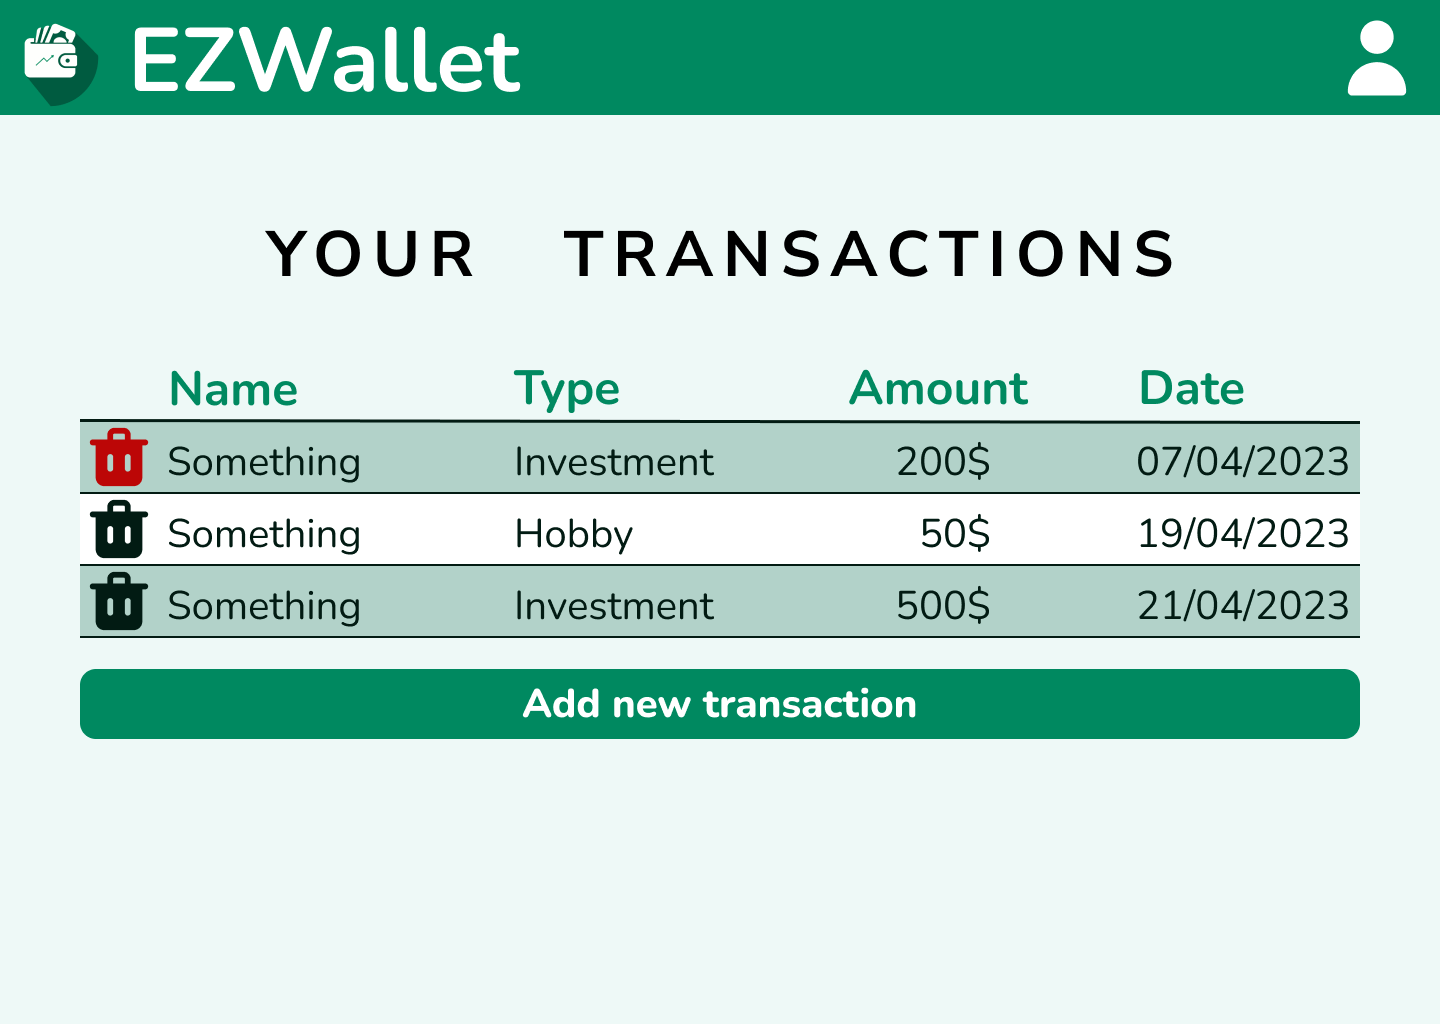 EZWallet
YOUR TRANSACTIONS
Name Type Amount Date
Something Investment 200$ 07/04/2023
Something Hobby 50$ 19/04/2023
Something Investment 500$ 21/04/2023
Add new transaction